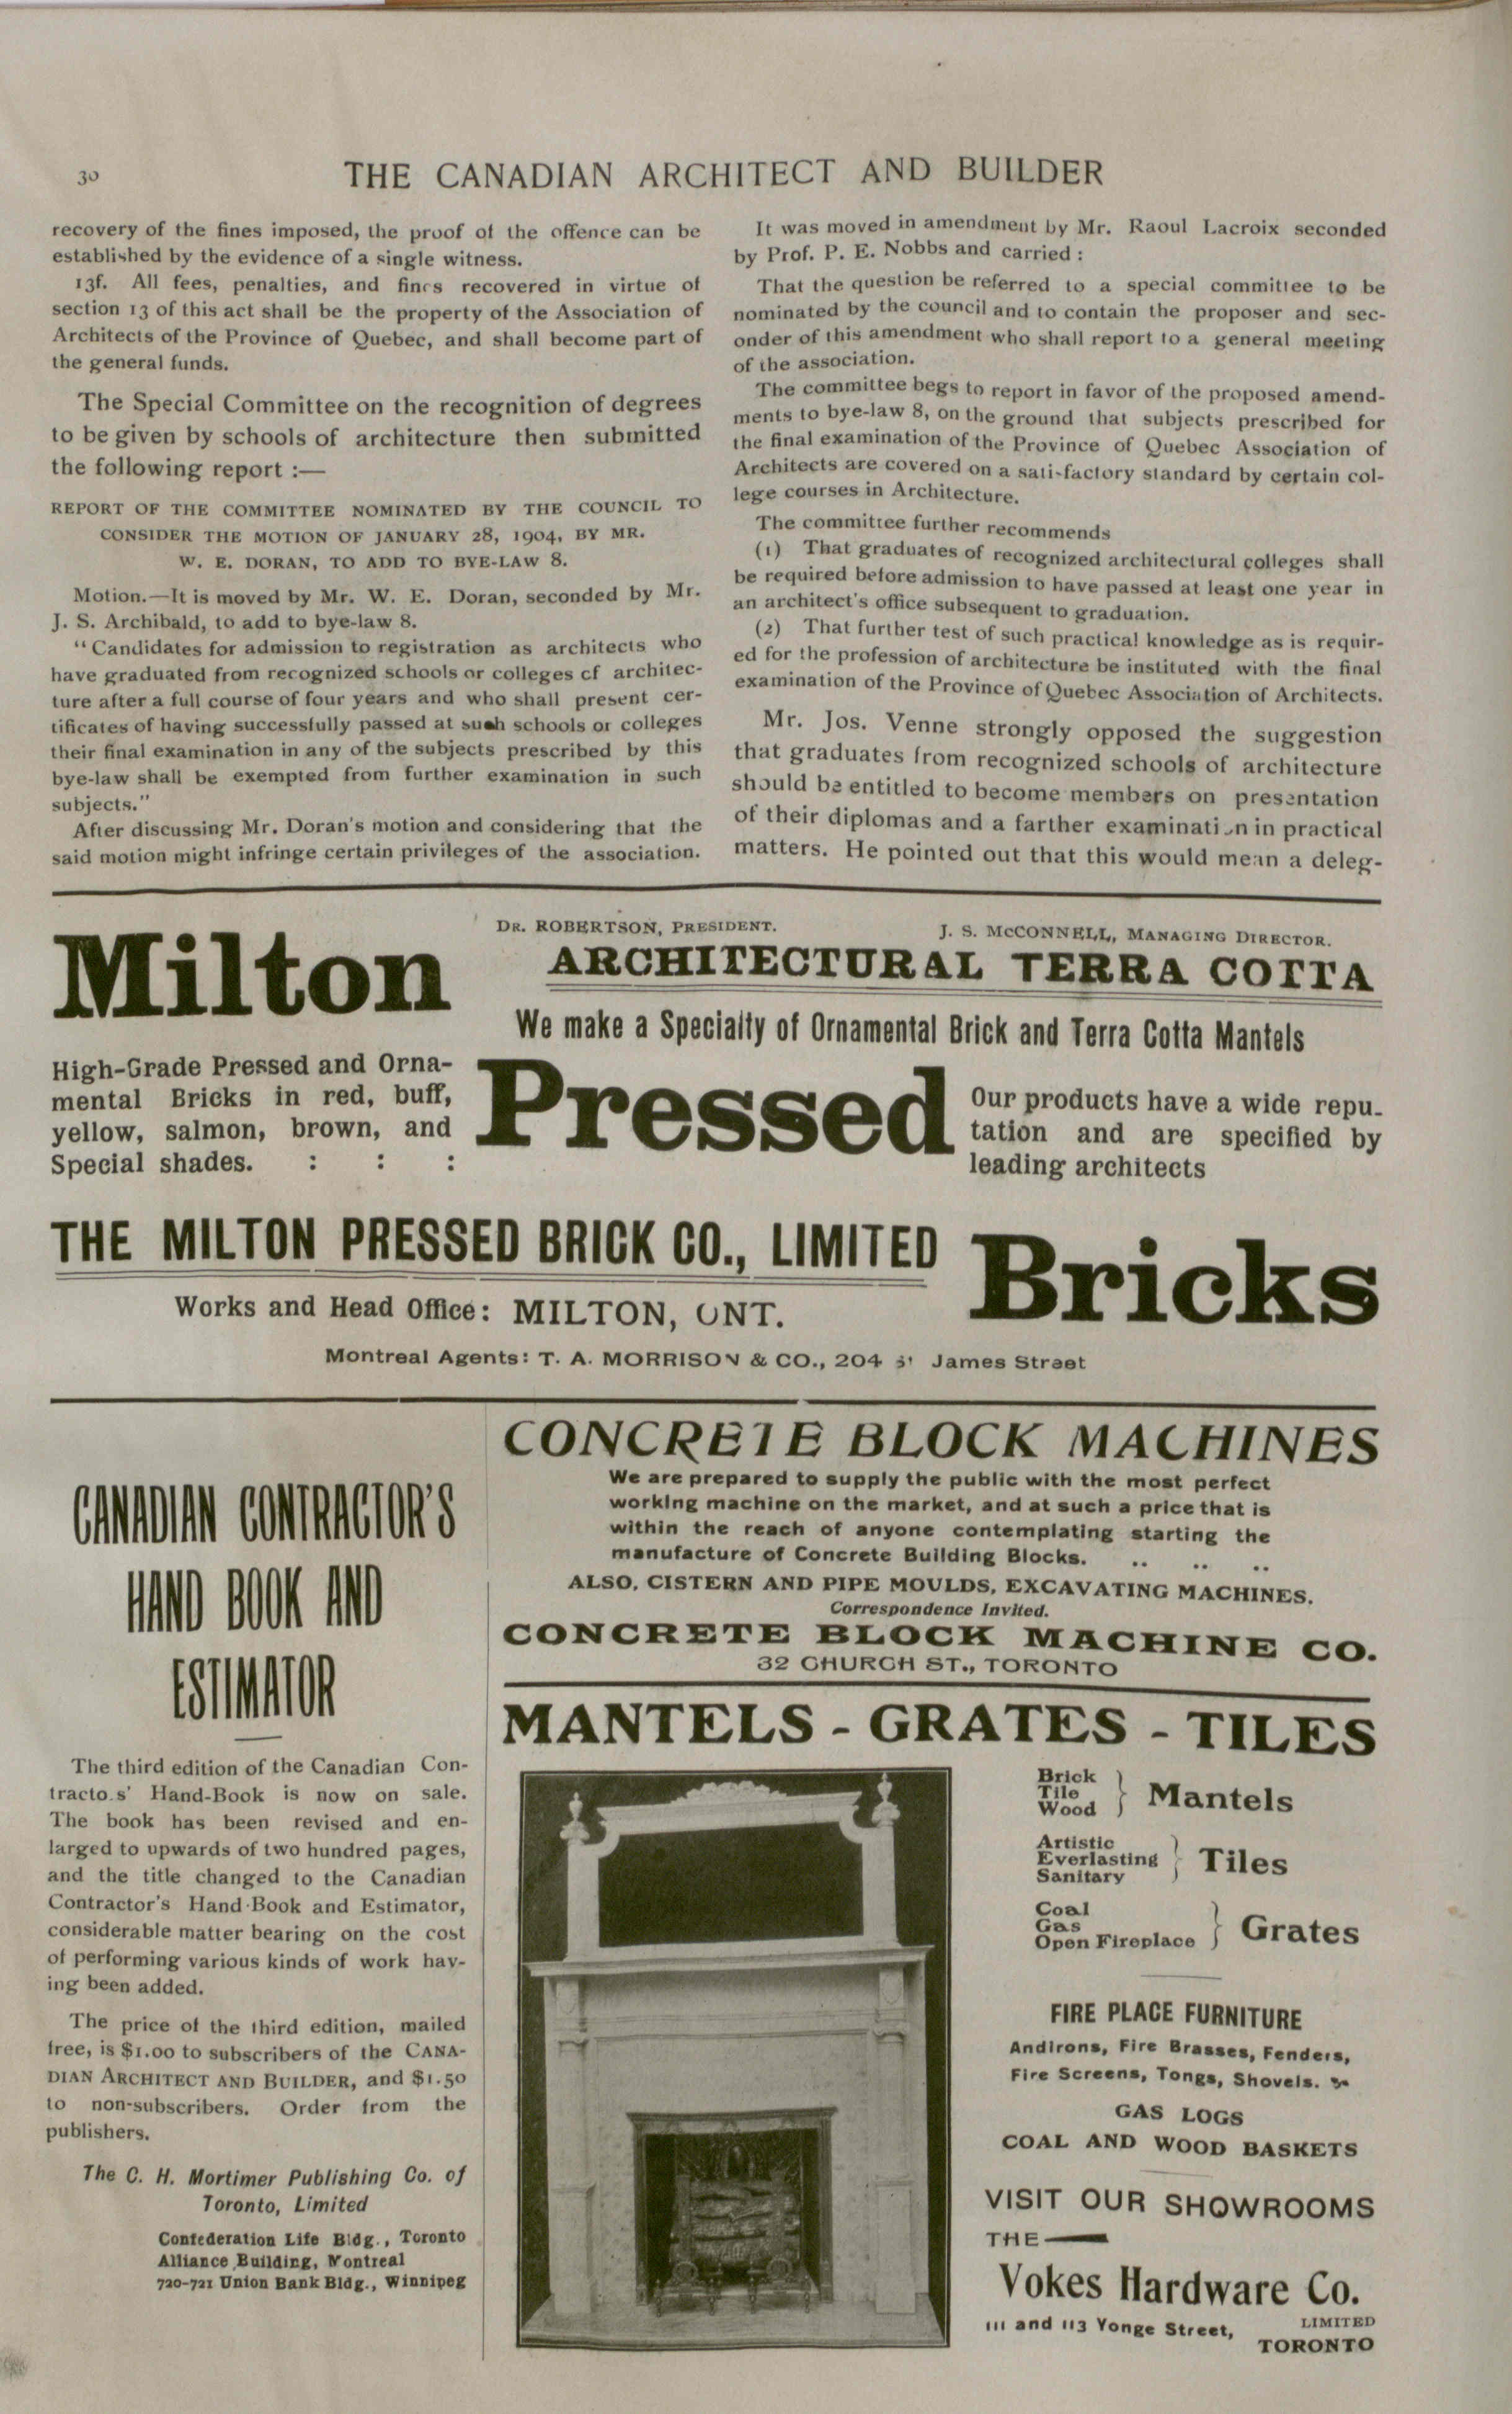 30
THE CANADIAN ARCHITECT AND BUILDER
recovery of the fines imposed, the proof of the offence can be
established by the evidence of a single witness.
13f. All fees, penalties, and fines recovered in virtue of
section 13 of this act shall be the property of the Association of
Architects of the Province of Quebec, and shall become part of
the general funds.
The Special Committee on the recognition of degrees
to be given by schools of architecture then submitted
the following report :—
REPORT OF THE COMMITTEE NOMINATED BY THE COUNCIL TO
CONSIDER THE MOTION OF JANUARY 28, 1904, BY MR.
W. E. DORAN, TO ADD TO BYE-LAW 8.
Motion.—It is moved by Mr. W. E. Doran, seconded by Mr.
J. S. Archibald, to add to bye-law 8.
"Candidates for admission to registration as architects who
have graduated from recognized schools or colleges cf architec-
ture after a full course of four years and who shall present cer-
tificates of having successfully passed at such schools or colleges
their final examination in any of the subjects prescribed by this
bye-law shall be exempted from further examination in such
subjects."
After discussing Mr. Doran's motion and considering that the
said motion might infringe certain privileges of the association.
It was moved in amendment by Mr. Raoul Lacroix seconded
by Prof. P. E. Nobbs and carried :
That the question be referred to a special committee to be
nominated by the council and to contain the proposer and sec-
onder of this amendment who shall report to a general meeting
of the association.
The committee begs to report in favor of the proposed amend-
ments to bye-law 8, on the ground that subjects prescribed for
the final examination of the Province of Quebec Association of
Architects are covered on a satisfactory standard by certain col-
lege courses in Architecture.
The committee further recommends
(1) That graduates of recognized architectural colleges shall
be required before admission to have passed at least one year in
an architect's office subsequent to graduation.
(2) That further test of such practical knowledge as is requir-
ed for the profession of architecture be instituted with the final
examination of the Province of Quebec Association of Architects.
Mr. Jos. Venne strongly opposed the suggestion
that graduates from recognized schools of architecture
should be entitled to become members on presentation
of their diplomas and a farther examination in practical
matters. He pointed out that this would mean a deleg-
Milton
DR. ROBERTSON, PRESIDENT.
J. S. McCONNELL, MANAGING DIRECTOR.
ARCHITECTURAL TERRA COTTA
We make a Specialty of Ornamental Brick and Terra Cotta Mantels
High-Grade Pressed and Orna-
mental Bricks in red, buff,
yellow, salmon, brown, and
Special shades. : : :
Pressed
Our products have a wide repu-
tation and are specified by
leading architects
THE MILTON PRESSED BRICK CO., LIMITED
Bricks
Works and Head Office: MILTON, ONT.
Montreal Agents: T. A. MORRISON & CO., 204 St James Street
CANADIAN CONTRACTOR'S
HAND BOOK AND
ESTIMATOR
The third edition of the Canadian Con-
tracto.s' Hand-Book is now on sale.
The book has been revised and en-
larged to upwards of two hundred pages,
and the title changed to the Canadian
Contractor's Hand-Book and Estimator,
considerable matter bearing on the cost
of performing various kinds of work hav-
ing been added.
The price of the third edition, mailed
free, is $1.00 to subscribers of the CANA-
DIAN ARCHITECT AND BUILDER, and $1.50
to non-subscribers. Order from the
publishers.
The C. H. Mortimer Publishing Co. of
Toronto, Limited
Confederation Life Bldg., Toronto
Alliance Building, Montreal
720-721 Union Bank Bldg., Winnipeg
CONCRETE BLOCK MACHINES
We are prepared to supply the public with the most perfect
working machine on the market, and at such a price that is
within the reach of anyone contemplating starting the
manufacture of Concrete Building Blocks. .. .. ..
ALSO, CISTERN AND PIPE MOULDS, EXCAVATING MACHINES.
Correspondence Invited.
CONCRETE BLOCK MACHINE CO.
32 CHURCH ST., TORONTO
MANTELS - GRATES - TILES
Brick
Tile
Wood
} Mantels
Artistic
Everlasting
Sanitary
} Tiles
Coal
Gas
Open Fireplace
} Grates
FIRE PLACE FURNITURE
Andirons, Fire Brasses, Fenders,
Fire Screens, Tongs, Shovels.
GAS LOGS
COAL AND WOOD BASKETS
VISIT OUR SHOWROOMS
THE
Vokes Hardware Co.
LIMITED
111 and 113 Yonge Street,
TORONTO